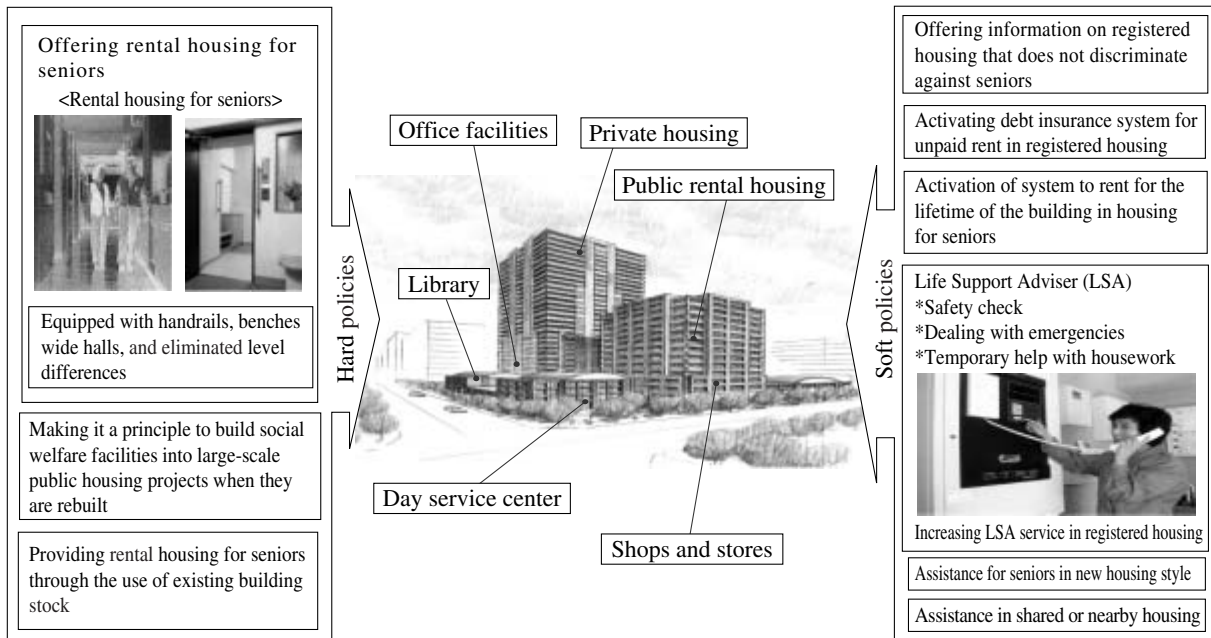 Offering rental housing for
seniors
<Rental housing for seniors>
Equipped with handrails, benches
wide halls, and eliminated level
differences
Making it a principle to build social
welfare facilities into large-scale
public housing projects when they
are rebuilt
Providing rental housing for seniors
through the use of existing building
stock
Hard policies
Office facilities
Private housing
Public rental housing
Library
Day service center
Shops and stores
Soft policies
Offering information on registered
housing that does not discriminate
against seniors
Activating debt insurance system for
unpaid rent in registered housing
Activation of system to rent for the
lifetime of the building in housing
for seniors
Life Support Adviser (LSA)
*Safety check
*Dealing with emergencies
*Temporary help with housework
Increasing LSA service in registered housing
Assistance for seniors in new housing style
Assistance in shared or nearby housing